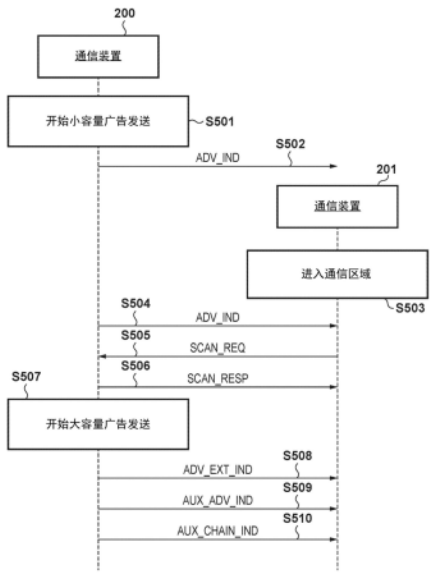 200
通信装置
开始小容量广告发送
S501
S502
ADV_IND
201
通信装置
进入通信区域
S503
S504
ADV_IND
S505
SCAN_REQ
S506
SCAN_RESP
S507
开始大容量广告发送
S508
ADV_EXT_IND
S509
AUX_ADV_IND
S510
AUX_CHAIN_IND